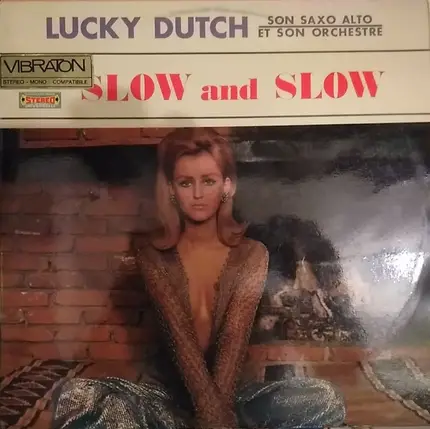 LUCKY DUTCH
SON SAXO ALTO
ET SON ORCHESTRE
VIBRATON
STEREO - MONO - COMPATIBLE
STEREO
SLOW and SLOW